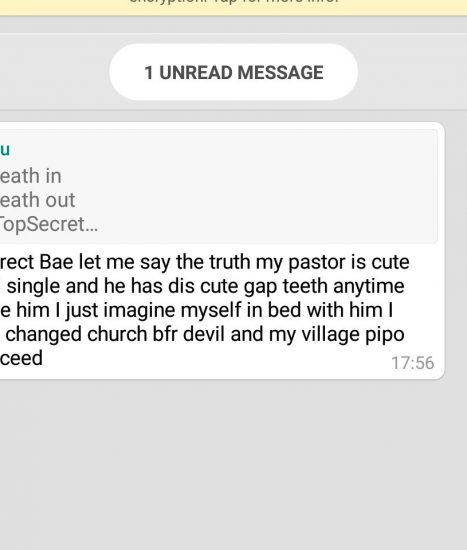 encryption. Tap for more info.
1 UNREAD MESSAGE
u
eath in
eath out
TopSecret...
rect Bae let me say the truth my pastor is cute
single and he has dis cute gap teeth anytime
e him I just imagine myself in bed with him I
changed church bfr devil and my village pipo
ceed
17:56